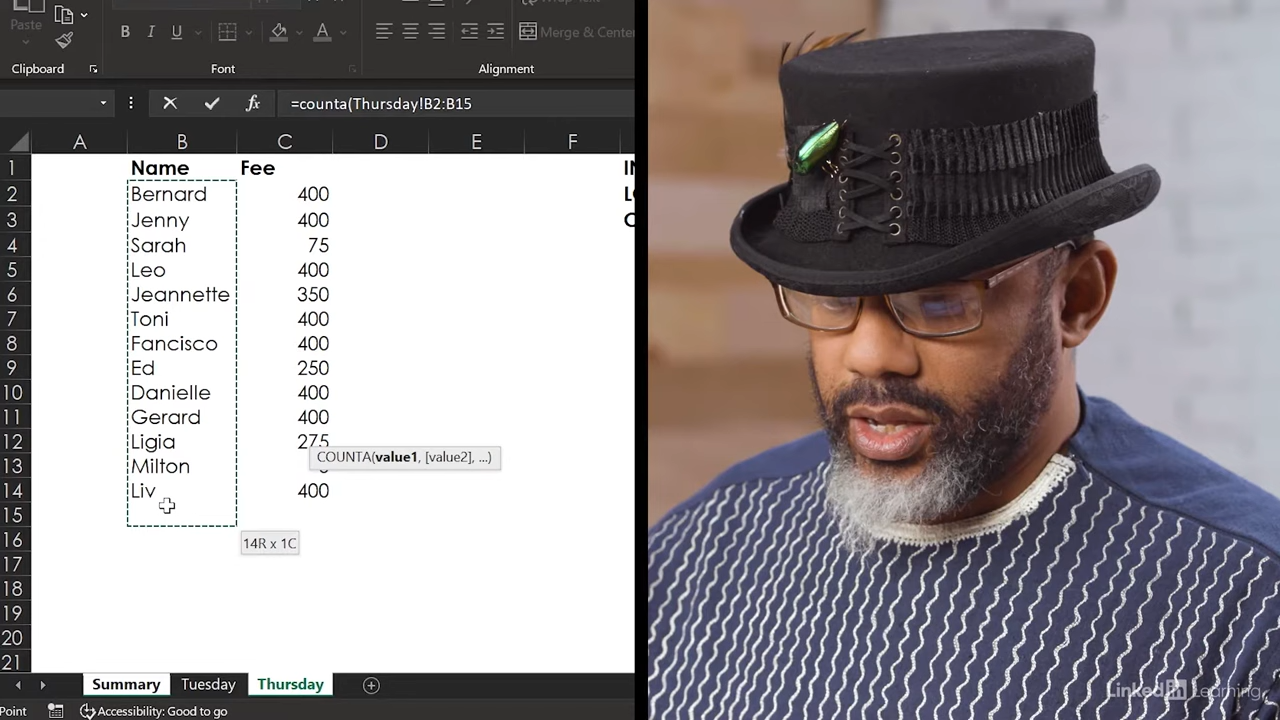 Paste
B I U A
Merge & Center
Clipboard Font Alignment
fx =counta(Thursday!B2:B15
A B C D E F
1 Name Fee
2 Bernard 400
3 Jenny 400
4 Sarah 75
5 Leo 400
6 Jeannette 350
7 Toni 400
8 Fancisco 400
9 Ed 250
10 Danielle 400
11 Gerard 400
12 Ligia 275
COUNTA(value1, [value2], ...)
13 Milton
14 Liv 400
15
16 14R x 1C
17
18
19
20
21
Summary Tuesday Thursday
Point Accessibility: Good to go
LinkedIn Learning